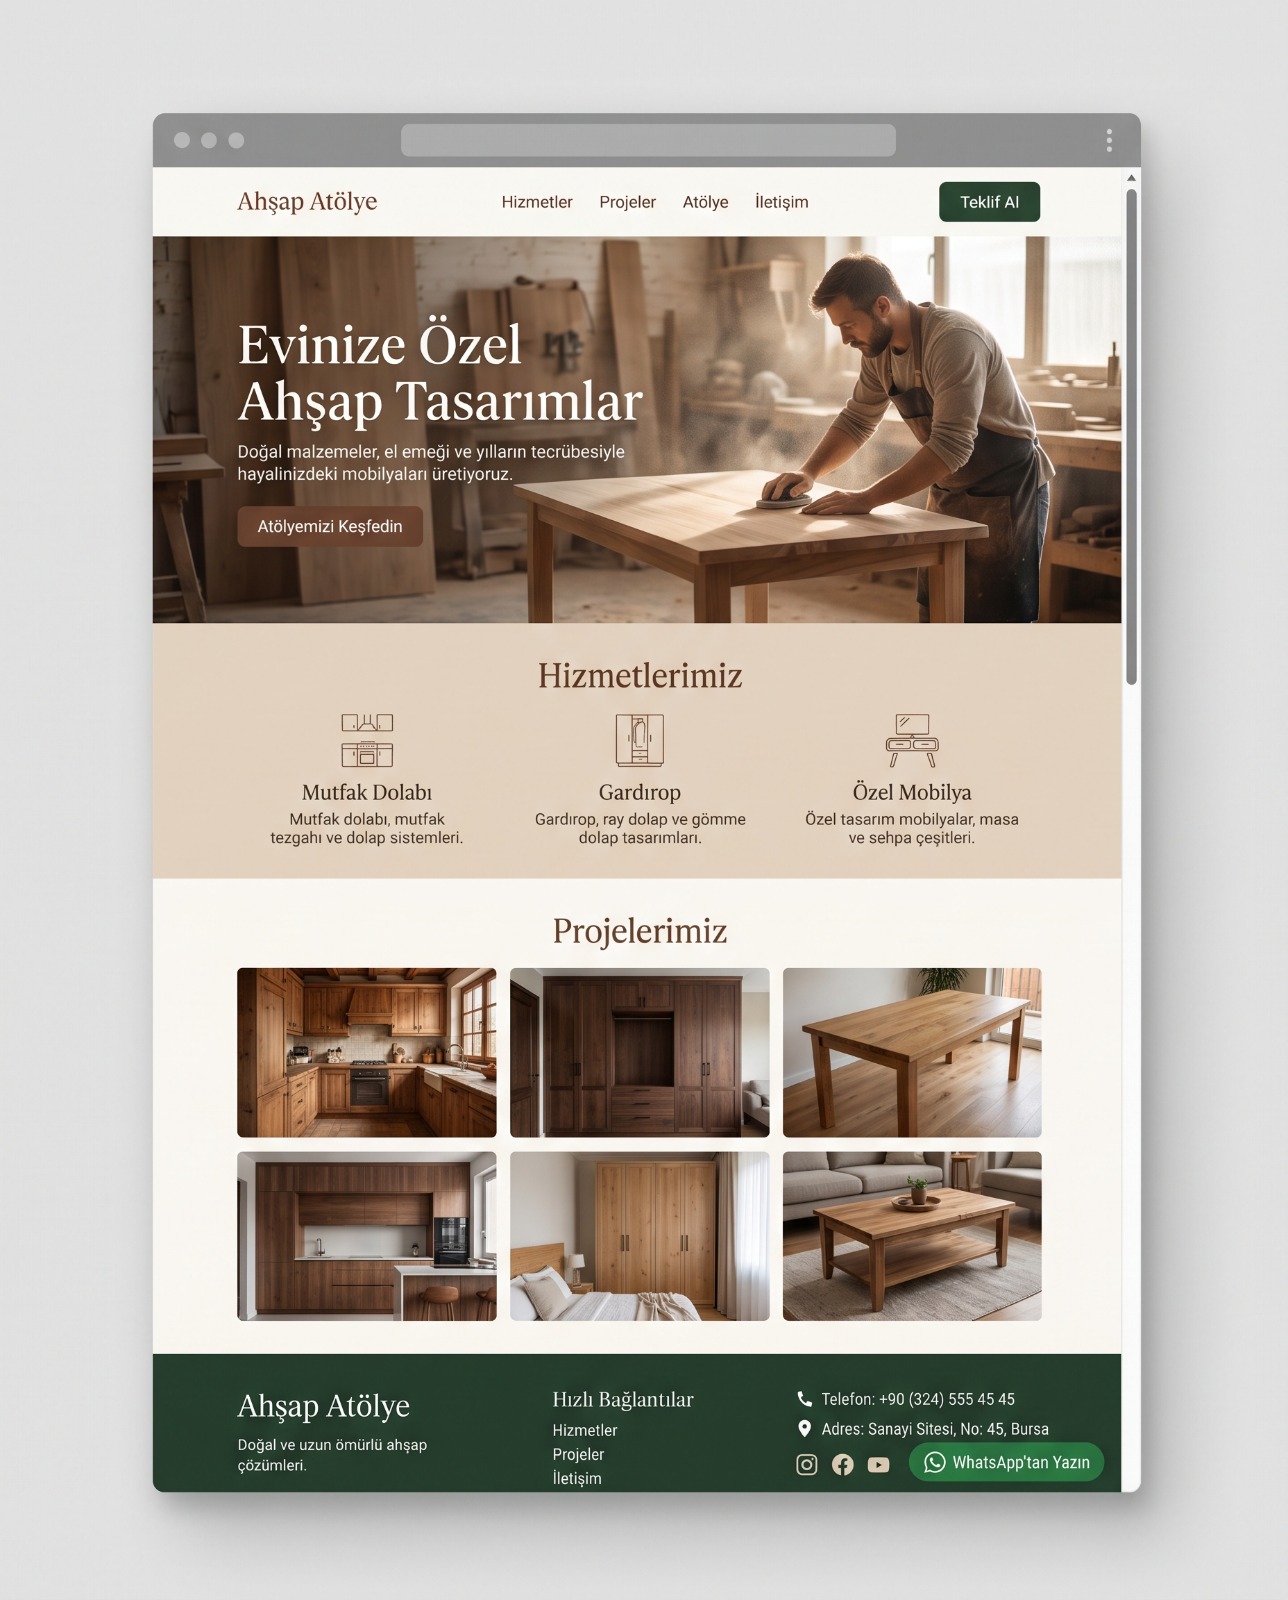 Ahşap Atölye
Hizmetler Projeler Atölye İletişim
Teklif Al
Evinize Özel
Ahşap Tasarımlar
Doğal malzemeler, el emeği ve yılların tecrübesiyle
hayalinizdeki mobilyaları üretiyoruz.
Atölyemizi Keşfedin
Hizmetlerimiz
Mutfak Dolabı
Mutfak dolabı, mutfak
tezgahı ve dolap sistemleri.
Gardırop
Gardırop, ray dolap ve gömme
dolap tasarımları.
Özel Mobilya
Özel tasarım mobilyalar, masa
ve sehpa çeşitleri.
Projelerimiz
Ahşap Atölye
Doğal ve uzun ömürlü ahşap
çözümleri.
Hızlı Bağlantılar
Hizmetler
Projeler
İletişim
Telefon: +90 (324) 555 45 45
Adres: Sanayi Sitesi, No: 45, Bursa
WhatsApp'tan Yazın